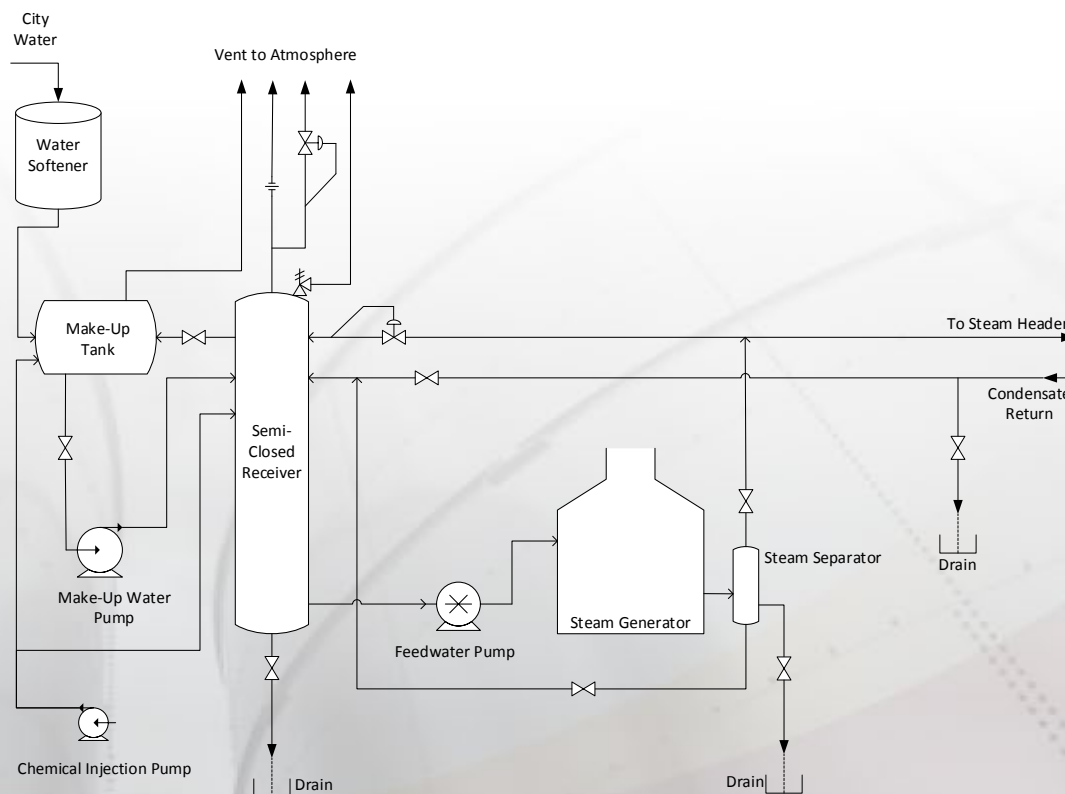 City
Water
Vent to Atmosphere
Water
Softener
Make-Up
Tank
To Steam Header
Condensate
Return
Semi-
Closed
Receiver
Steam Separator
Drain
Make-Up Water
Pump
Feedwater Pump
Steam Generator
Chemical Injection Pump
Drain
Drain